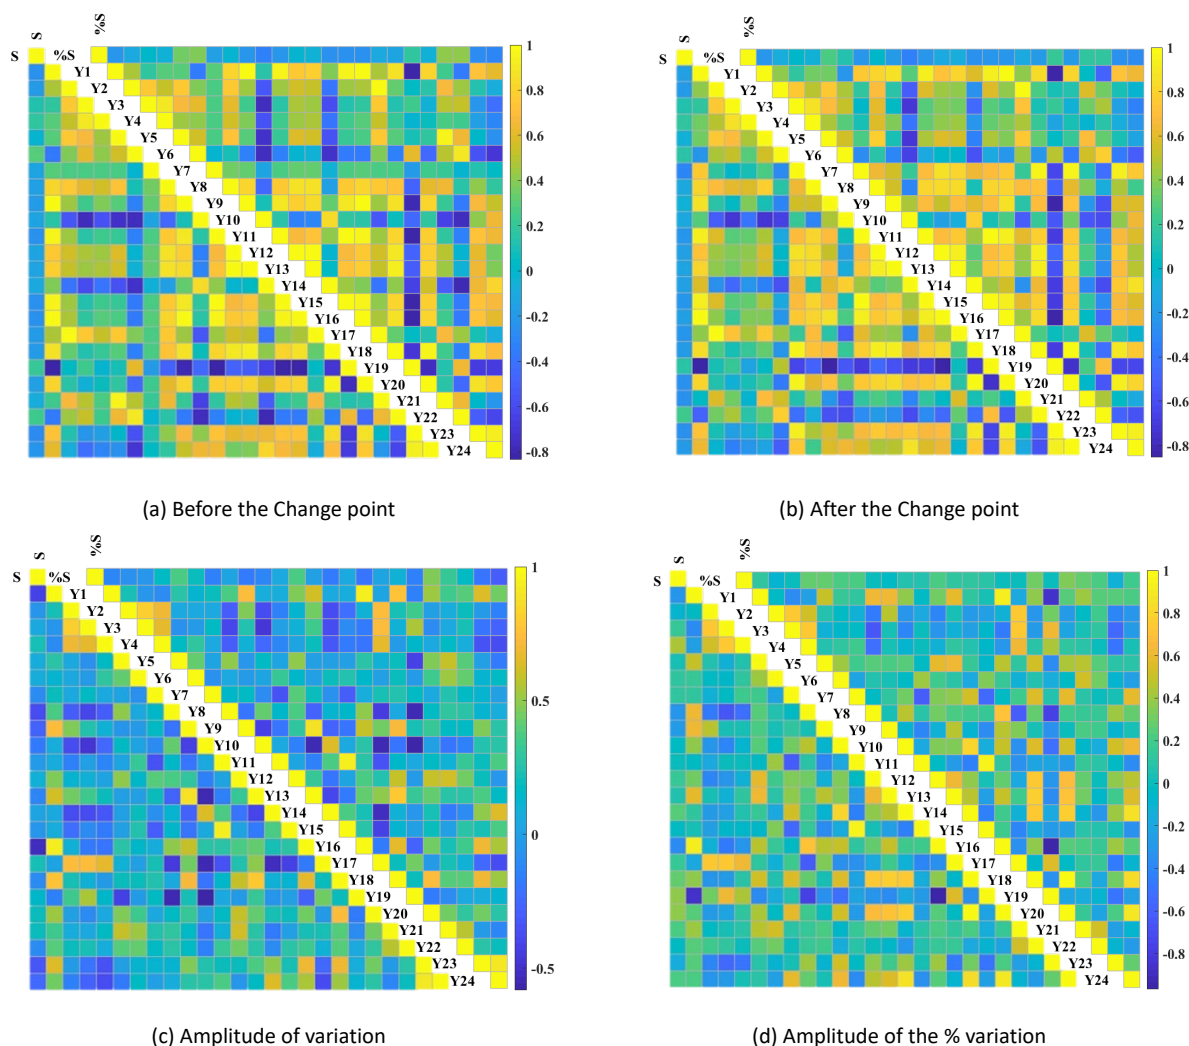 S
%S
S
%S
Y1
Y2
Y3
Y4
Y5
Y6
Y7
Y8
Y9
Y10
Y11
Y12
Y13
Y14
Y15
Y16
Y17
Y18
Y19
Y20
Y21
Y22
Y23
Y24
1
0.8
0.6
0.4
0.2
0
-0.2
-0.4
-0.6
-0.8
(a) Before the Change point
S
%S
S
%S
Y1
Y2
Y3
Y4
Y5
Y6
Y7
Y8
Y9
Y10
Y11
Y12
Y13
Y14
Y15
Y16
Y17
Y18
Y19
Y20
Y21
Y22
Y23
Y24
1
0.8
0.6
0.4
0.2
0
-0.2
-0.4
-0.6
-0.8
(b) After the Change point
S
%S
S
%S
Y1
Y2
Y3
Y4
Y5
Y6
Y7
Y8
Y9
Y10
Y11
Y12
Y13
Y14
Y15
Y16
Y17
Y18
Y19
Y20
Y21
Y22
Y23
Y24
1
0.5
0
-0.5
(c) Amplitude of variation
S
%S
S
%S
Y1
Y2
Y3
Y4
Y5
Y6
Y7
Y8
Y9
Y10
Y11
Y12
Y13
Y14
Y15
Y16
Y17
Y18
Y19
Y20
Y21
Y22
Y23
Y24
1
0.8
0.6
0.4
0.2
0
-0.2
-0.4
-0.6
-0.8
(d) Amplitude of the % variation